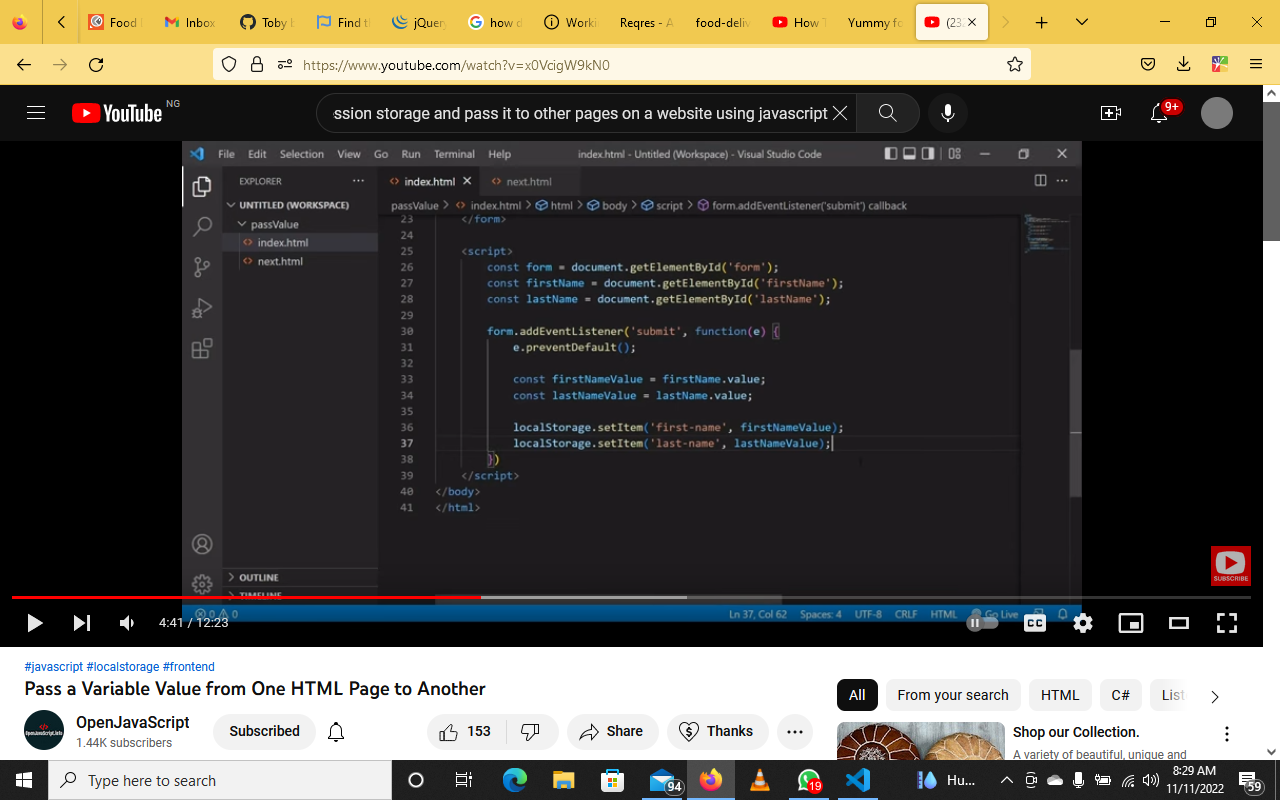 Food
Inbox
Toby b
Find th
jQuery
how d
Worki
Reqres - A
food-deliv
How T
Yummy fo
(232
https://www.youtube.com/watch?v=x0VcigW9kN0
YouTube NG
ssion storage and pass it to other pages on a website using javascript
9+
File Edit Selection View Go Run Terminal Help index.html - Untitled (Workspace) - Visual Studio Code
EXPLORER ··· index.html next.html
UNTITLED (WORKSPACE) passValue > index.html > html > body > script > form.addEventListener('submit') callback
passValue
index.html
next.html
23 </form>
24
25 <script>
26 const form = document.getElementById('form');
27 const firstName = document.getElementById('firstName');
28 const lastName = document.getElementById('lastName');
29
30 form.addEventListener('submit', function(e) {
31 e.preventDefault();
32
33 const firstNameValue = firstName.value;
34 const lastNameValue = lastName.value;
35
36 localStorage.setItem('first-name', firstNameValue);
37 localStorage.setItem('last-name', lastNameValue);
38 })
39 </script>
40 </body>
41 </html>
OUTLINE
TIMELINE
SUBSCRIBE
0 0 Ln 37, Col 62 Spaces: 4 UTF-8 CRLF HTML Go Live
4:41 / 12:23
CC
#javascript #localstorage #frontend
Pass a Variable Value from One HTML Page to Another
OpenJavaScript
1.44K subscribers
Subscribed
153
Share
Thanks
All From your search HTML C# List
Shop our Collection.
A variety of beautiful, unique and
Type here to search
94
19
Hu...
8:29 AM
11/11/2022
59